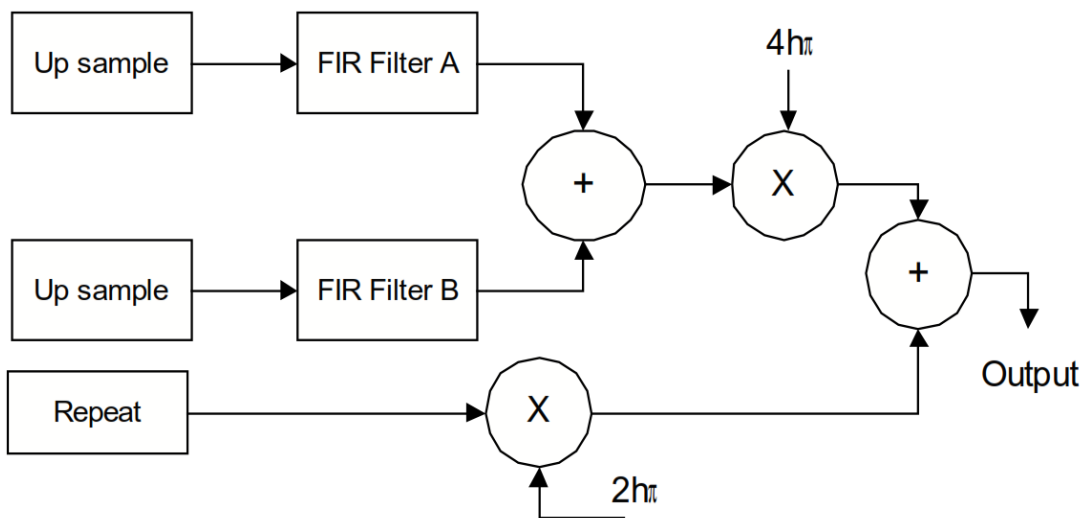 Up sample
FIR Filter A
4hπ
+
X
Up sample
FIR Filter B
+
Output
Repeat
X
2hπ